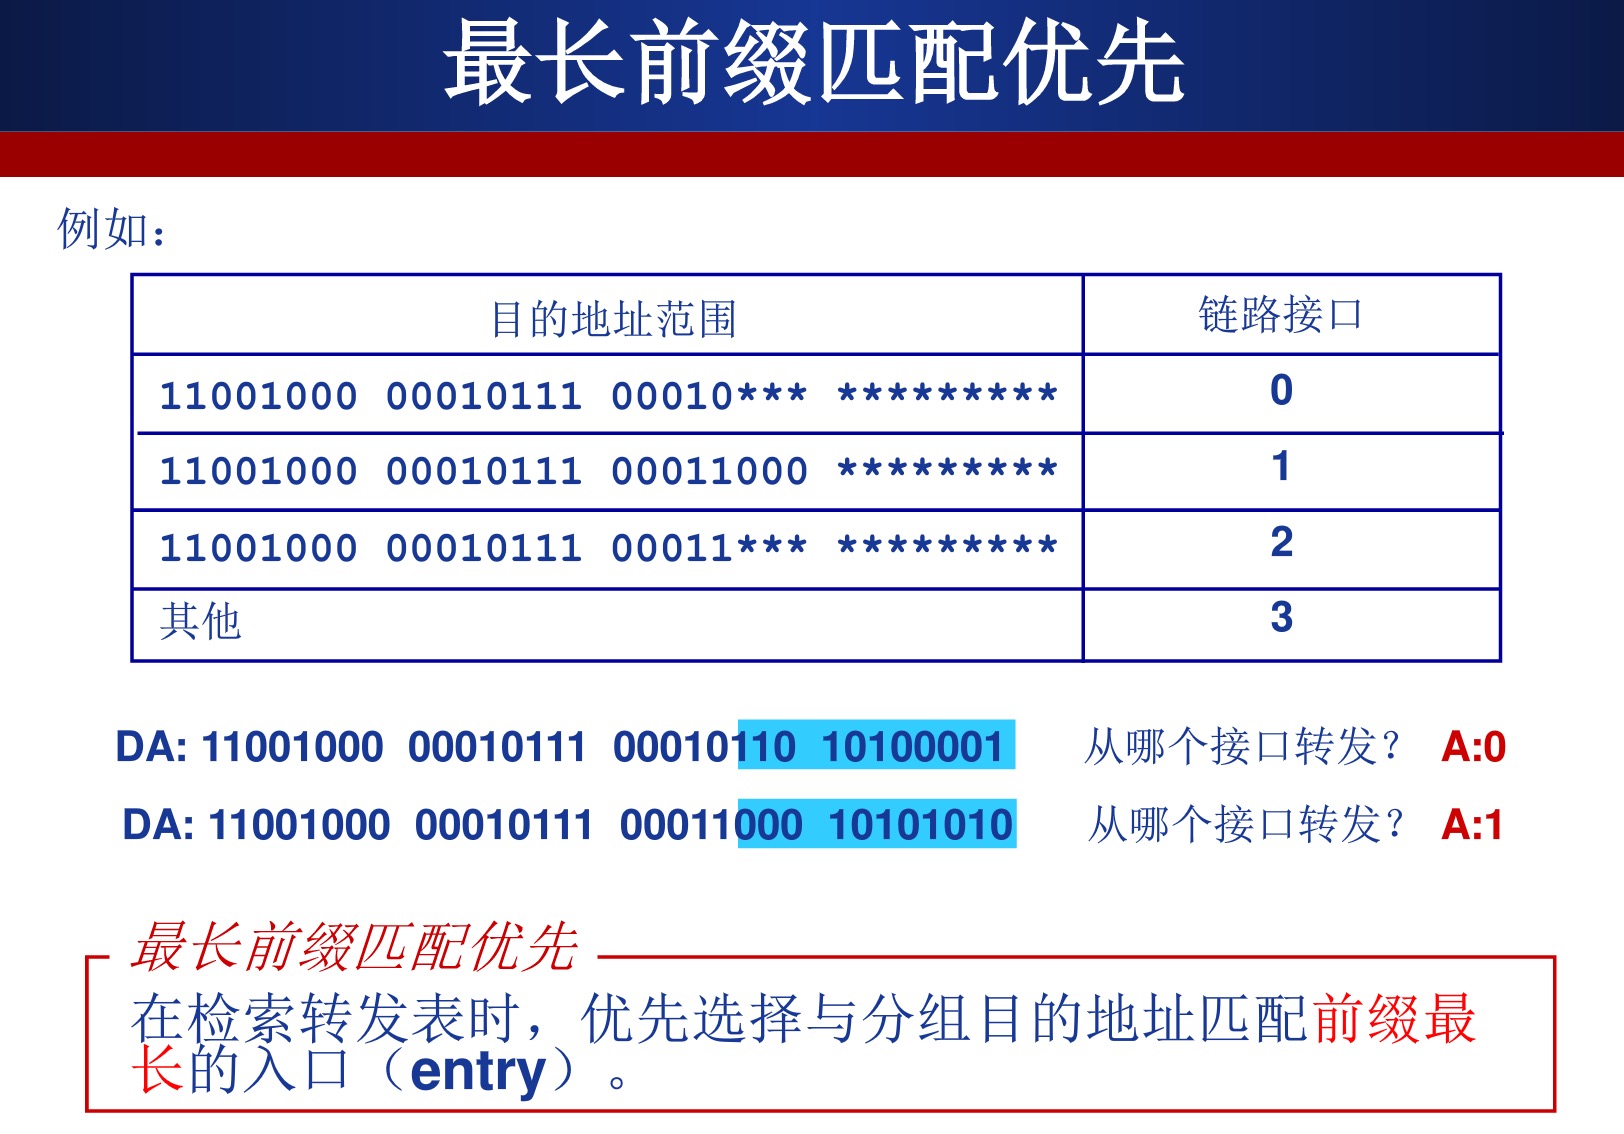 最长前缀匹配优先
例如：
目的地址范围 链路接口
11001000 00010111 00010*** ********* 0
11001000 00010111 00011000 ********* 1
11001000 00010111 00011*** ********* 2
其他 3
DA: 11001000 00010111 00010110 10100001 从哪个接口转发？ A:0
DA: 11001000 00010111 00011000 10101010 从哪个接口转发？ A:1
最长前缀匹配优先
在检索转发表时，优先选择与分组目的地址匹配前缀最
长的入口（entry）。